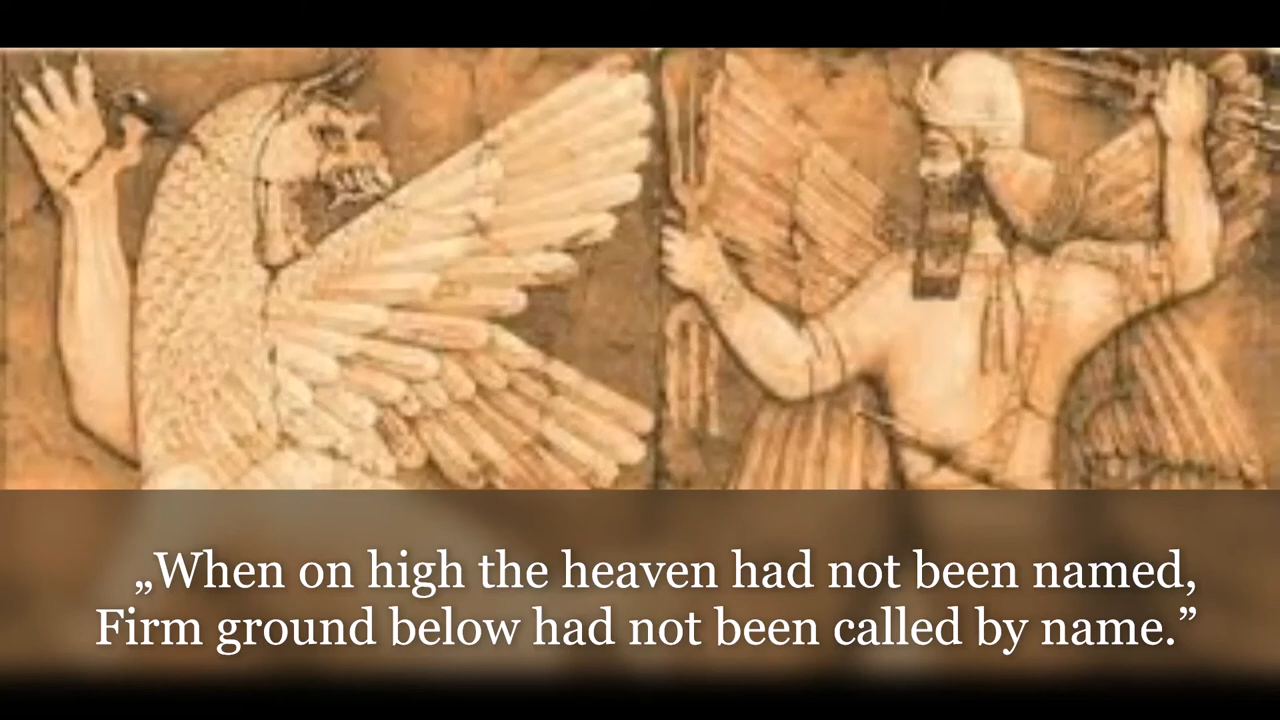 „When on high the heaven had not been named,
Firm ground below had not been called by name.”